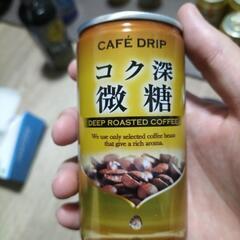 CAFÉ DRIP
コク深
微糖
DEEP ROASTED COFFEE
We use only selected coffee beans
that give a rich aroma.